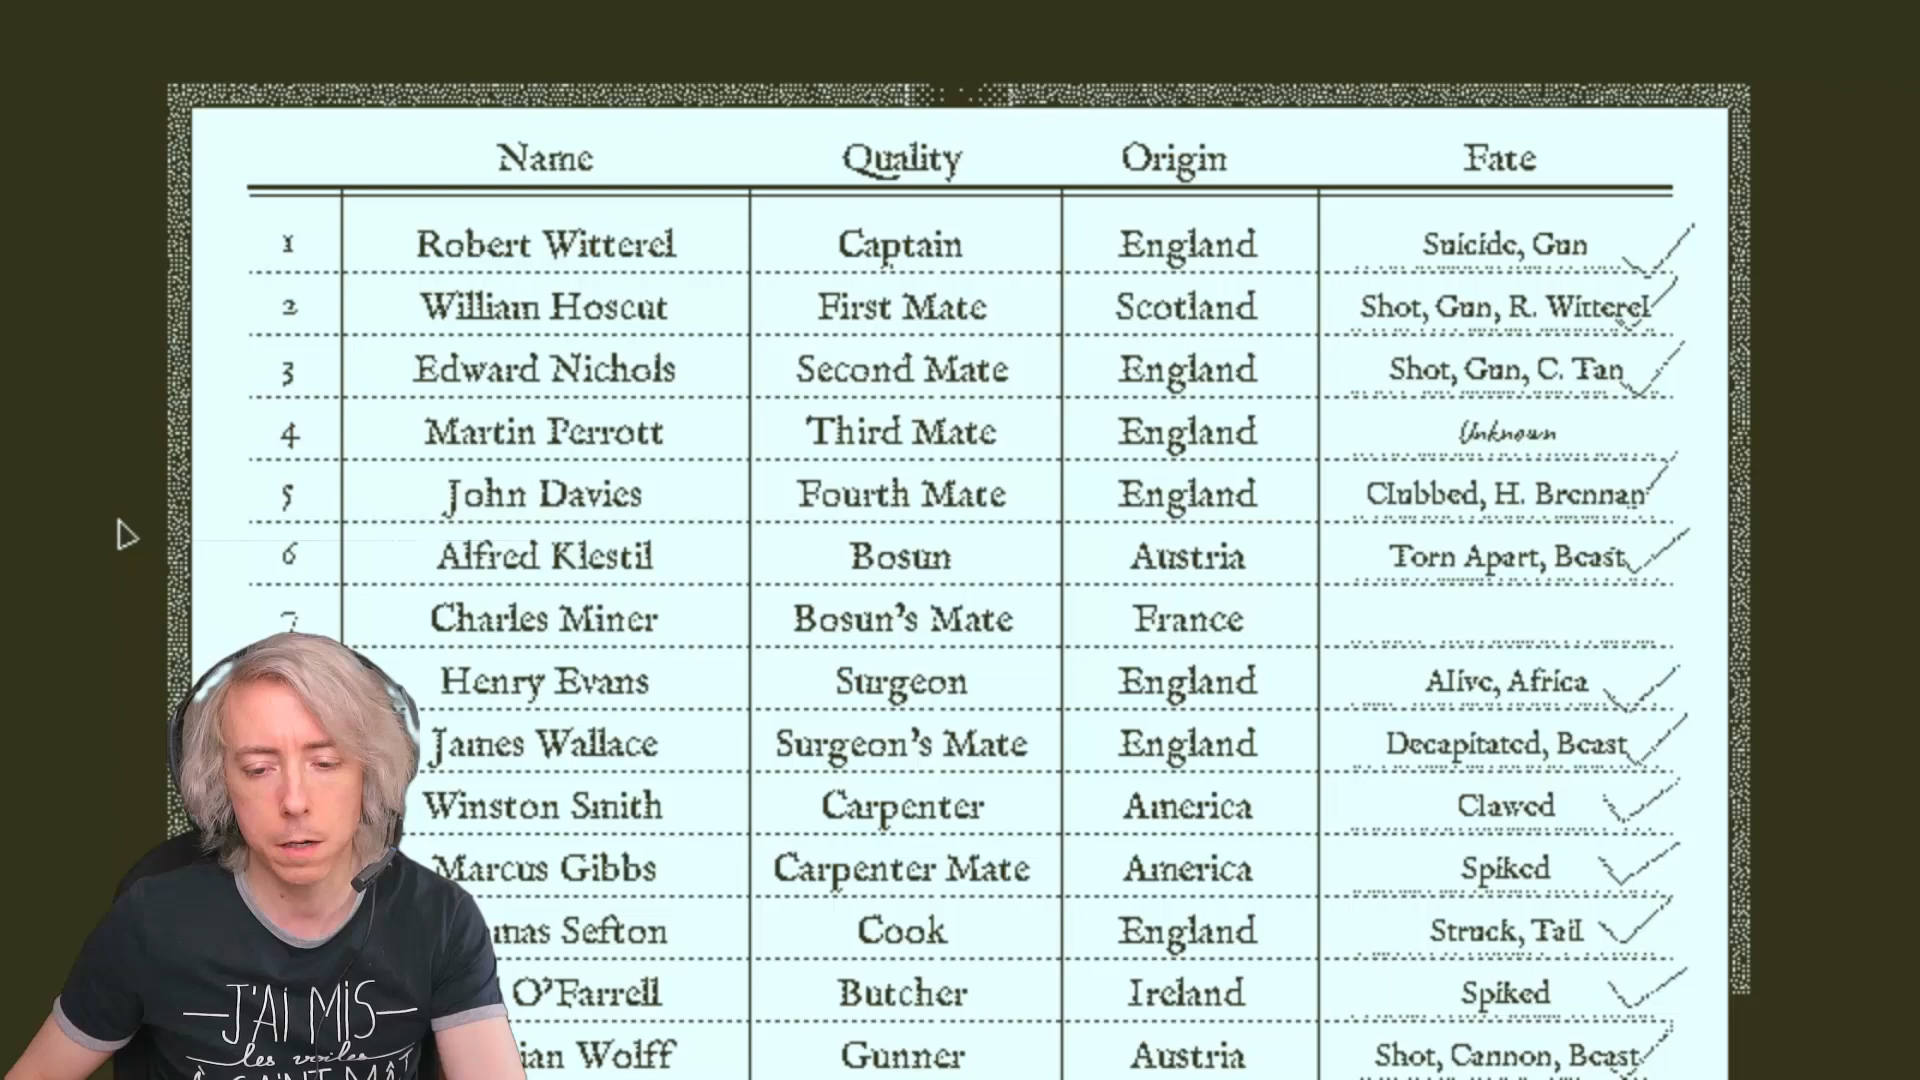 Name Quality Origin Fate
1 Robert Witterel Captain England Suicide, Gun
2 William Hoscut First Mate Scotland Shot, Gun, R. Witterel
3 Edward Nichols Second Mate England Shot, Gun, C. Tan
4 Martin Perrott Third Mate England Unknown
5 John Davies Fourth Mate England Clubbed, H. Brennan
6 Alfred Klestil Bosun Austria Torn Apart, Beast
7 Charles Miner Bosun's Mate France
Henry Evans Surgeon England Alive, Africa
James Wallace Surgeon's Mate England Decapitated, Beast
Winston Smith Carpenter America Clawed
Marcus Gibbs Carpenter Mate America Spiked
mas Sefton Cook England Struck, Tail
O'Farrell Butcher Ireland Spiked
ian Wolff Gunner Austria Shot, Cannon, Beast
J'AI MIS
les voiles